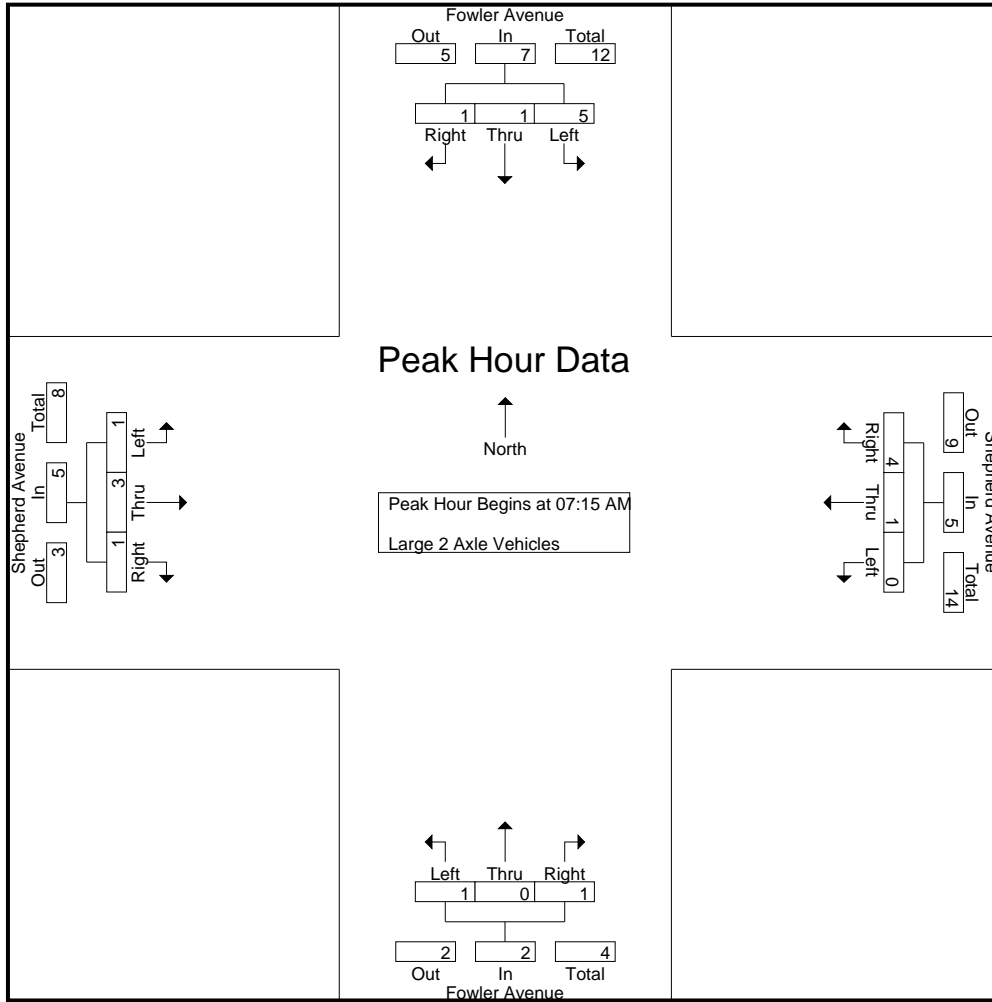 Fowler Avenue
Out In Total
5 7 12
1 1 5
Right Thru Left
Peak Hour Data
North
Peak Hour Begins at 07:15 AM
Large 2 Axle Vehicles
Shepherd Avenue
Out In Total
3 5 8
Left Thru Right
1 3 1
Shepherd Avenue
Out In Total
9 5 14
Right Thru Left
4 1 0
Left Thru Right
1 0 1
2 2 4
Out In Total
Fowler Avenue